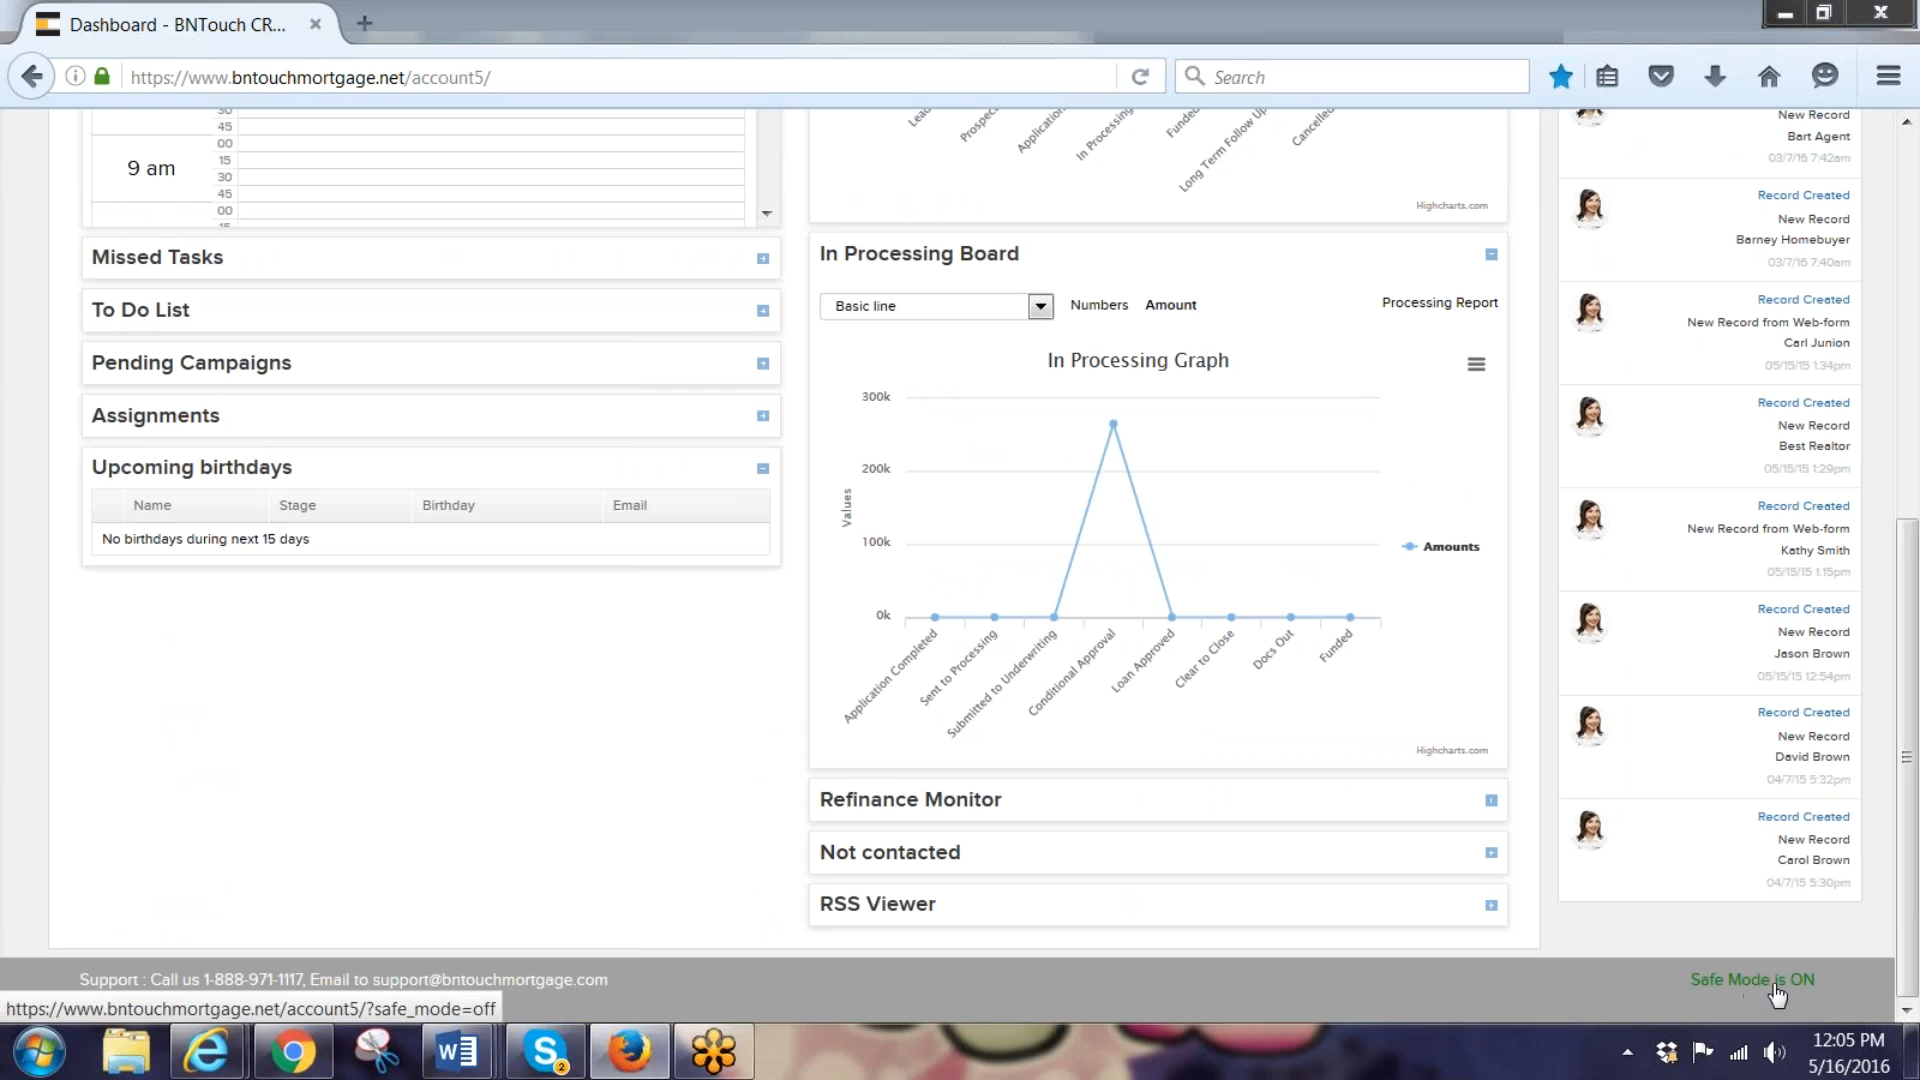 Dashboard - BNTouch CR...
https://www.bntouchmortgage.net/account5/
Search
30
45
00
15
9 am
30
45
00
15
Missed Tasks
To Do List
Pending Campaigns
Assignments
Upcoming birthdays
Name Stage Birthday Email
No birthdays during next 15 days
Prospec
Application
In Processing
Funded
Long Term Follow Up
Cancelled
Highcharts.com
In Processing Board
Basic line Numbers Amount Processing Report
In Processing Graph
300k
200k
100k
0k
Values
Amounts
Application Completed
Sent to Processing
Submitted to Underwriting
Conditional Approval
Loan Approved
Clear to Close
Docs Out
Funded
Highcharts.com
Refinance Monitor
Not contacted
RSS Viewer
New Record
Bart Agent
03/7/16 7:42am
Record Created
New Record
Barney Homebuyer
03/7/16 7:40am
Record Created
New Record from Web-form
Carl Junion
05/15/15 1:34pm
Record Created
New Record
Best Realtor
05/15/15 1:29pm
Record Created
New Record from Web-form
Kathy Smith
05/15/15 1:15pm
Record Created
New Record
Jason Brown
05/15/15 12:54pm
Record Created
New Record
David Brown
04/7/15 5:32pm
Record Created
New Record
Carol Brown
04/7/15 5:30pm
Support : Call us 1-888-971-1117, Email to support@bntouchmortgage.com
Safe Mode is ON
https://www.bntouchmortgage.net/account5/?safe_mode=off
2
12:05 PM
5/16/2016